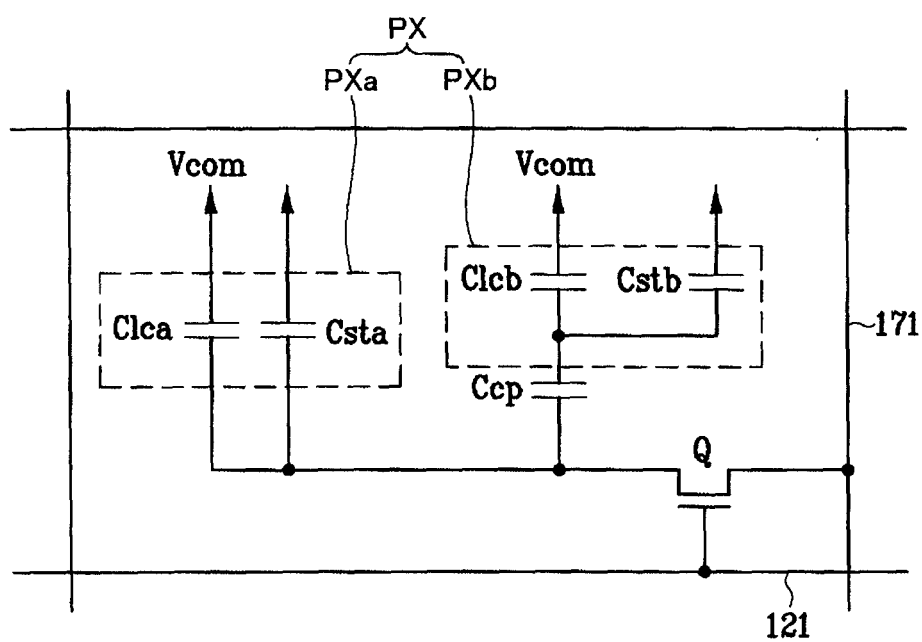 PX
PXa PXb
Vcom Vcom
Clcb Cstb
Clca Csta
171
Ccp
Q
121